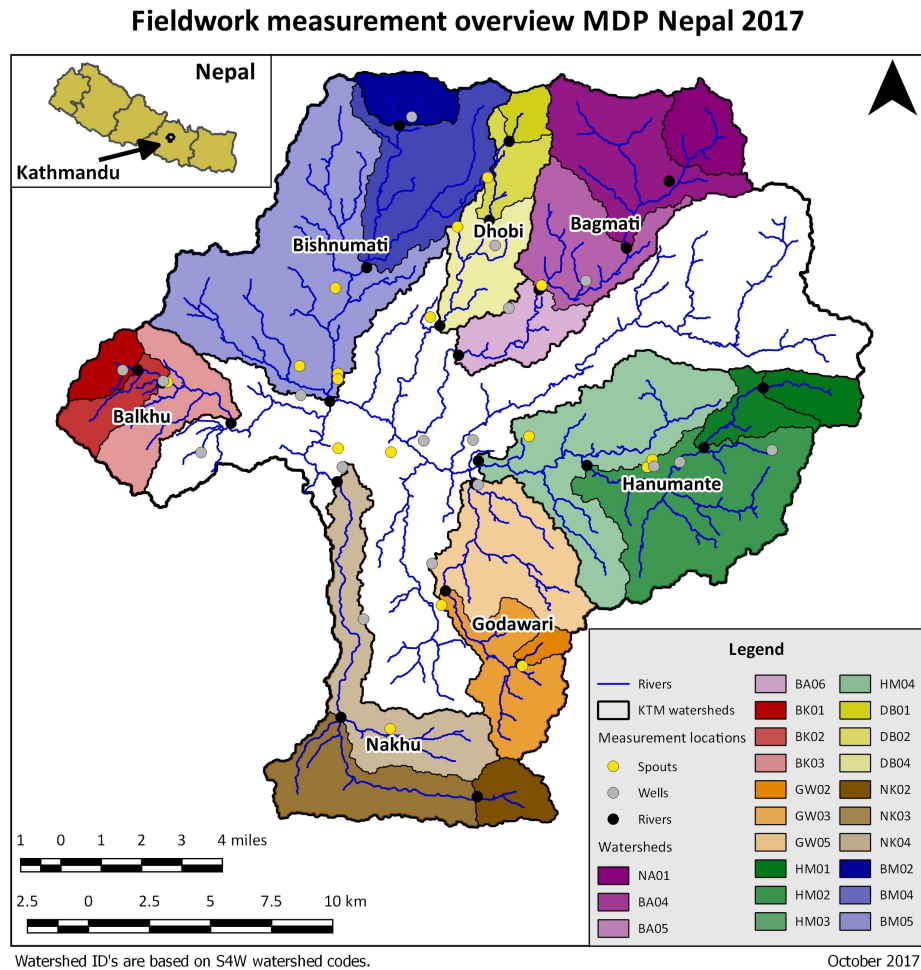 Fieldwork measurement overview MDP Nepal 2017
Nepal
Kathmandu
Bishnumati
Dhobi
Bagmati
Balkhu
Hanumante
Godawari
Nakhu
1 0 1 2 3 4 miles
2.5 0 2.5 5 7.5 10 km
Legend
Rivers
KTM watersheds
Measurement locations
Spouts
Wells
Rivers
Watersheds
NA01
BA04
BA05
BA06
BK01
BK02
BK03
GW02
GW03
GW05
HM01
HM02
HM03
HM04
DB01
DB02
DB04
NK02
NK03
NK04
BM02
BM04
BM05
Watershed ID's are based on S4W watershed codes.
October 2017